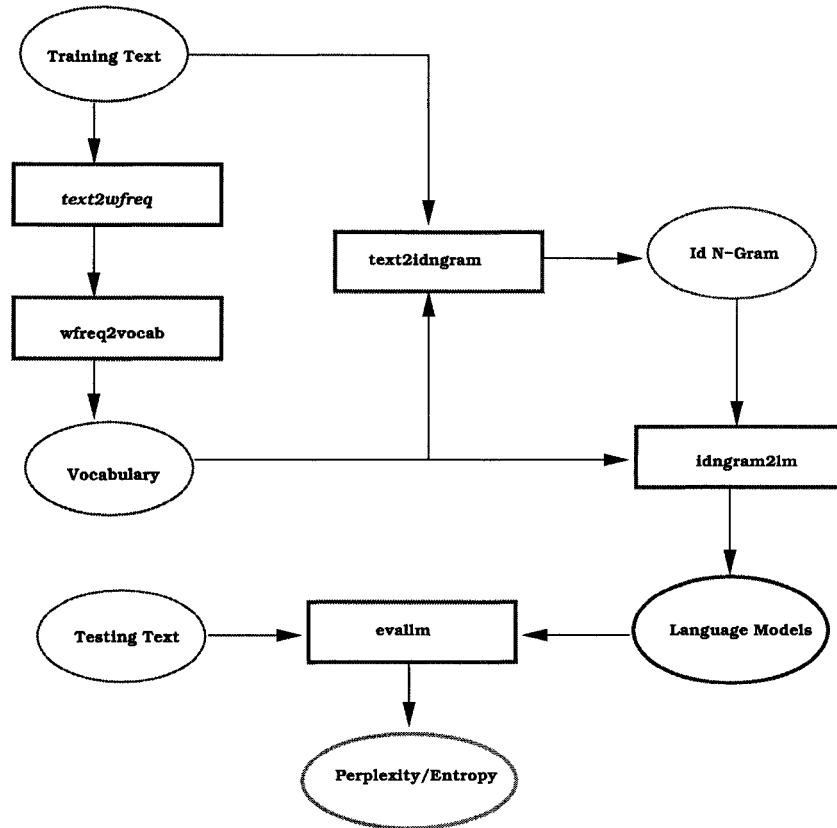 Training Text
text2wfreq
text2idngram
Id N-Gram
wfreq2vocab
Vocabulary
idngram2lm
Testing Text
evallm
Language Models
Perplexity/Entropy